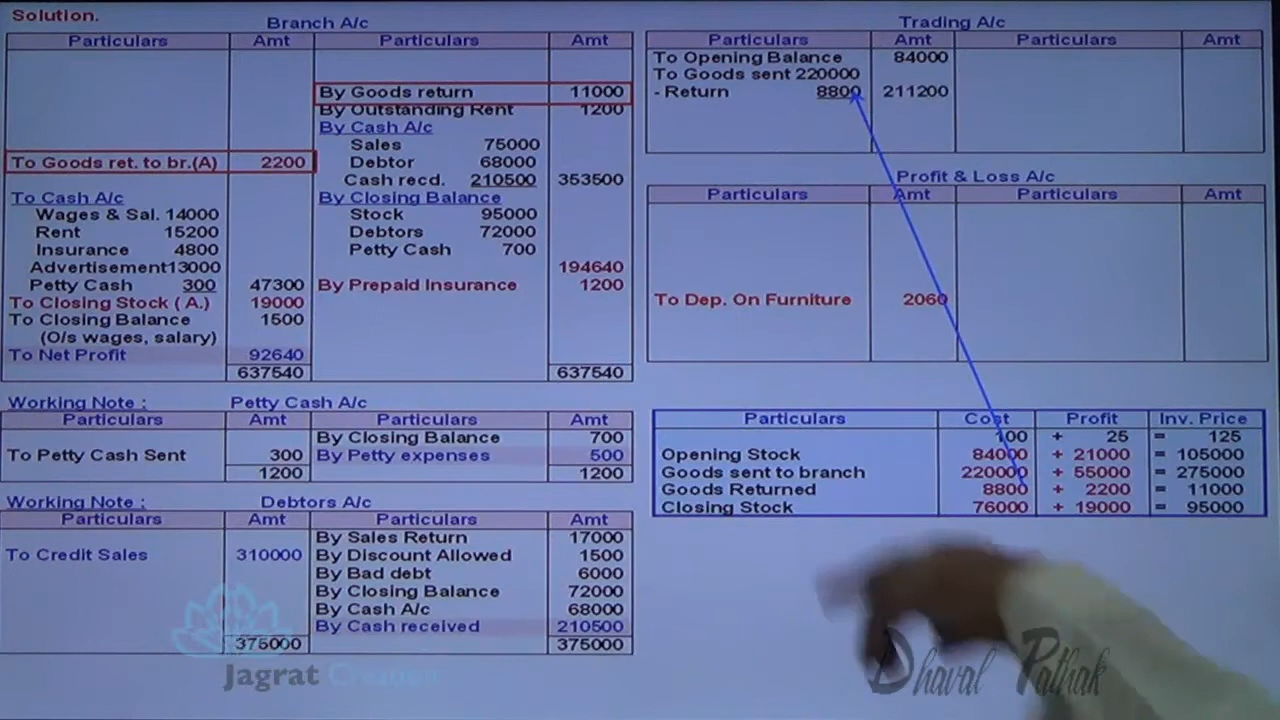 Solution.
Branch A/c
Particulars Amt Particulars Amt
By Goods return 11000
By Outstanding Rent 1200
By Cash A/c
Sales 75000
Debtor 68000
To Goods ret. to br.(A) 2200
Cash recd. 210500 353500
To Cash A/c By Closing Balance
Wages & Sal. 14000 Stock 95000
Rent 15200 Debtors 72000
Insurance 4800 Petty Cash 700
Advertisement13000 194640
Petty Cash 300 47300 By Prepaid Insurance 1200
To Closing Stock ( A.) 19000
To Closing Balance 1500
(O/s wages, salary)
To Net Profit 92640
637540 637540
Working Note : Petty Cash A/c
Particulars Amt Particulars Amt
By Closing Balance 700
To Petty Cash Sent 300 By Petty expenses 500
1200 1200
Working Note : Debtors A/c
Particulars Amt Particulars Amt
By Sales Return 17000
To Credit Sales 310000 By Discount Allowed 1500
By Bad debt 6000
By Closing Balance 72000
By Cash A/c 68000
By Cash received 210500
375000 375000
Trading A/c
Particulars Amt Particulars Amt
To Opening Balance 84000
To Goods sent 220000
- Return 8800 211200
Profit & Loss A/c
Particulars Amt Particulars Amt
To Dep. On Furniture 2060
Particulars Cost Profit Inv. Price
100 + 25 = 125
Opening Stock 84000 + 21000 = 105000
Goods sent to branch 220000 + 55000 = 275000
Goods Returned 8800 + 2200 = 11000
Closing Stock 76000 + 19000 = 95000
Jagrat Creation
Dhaval Pathak